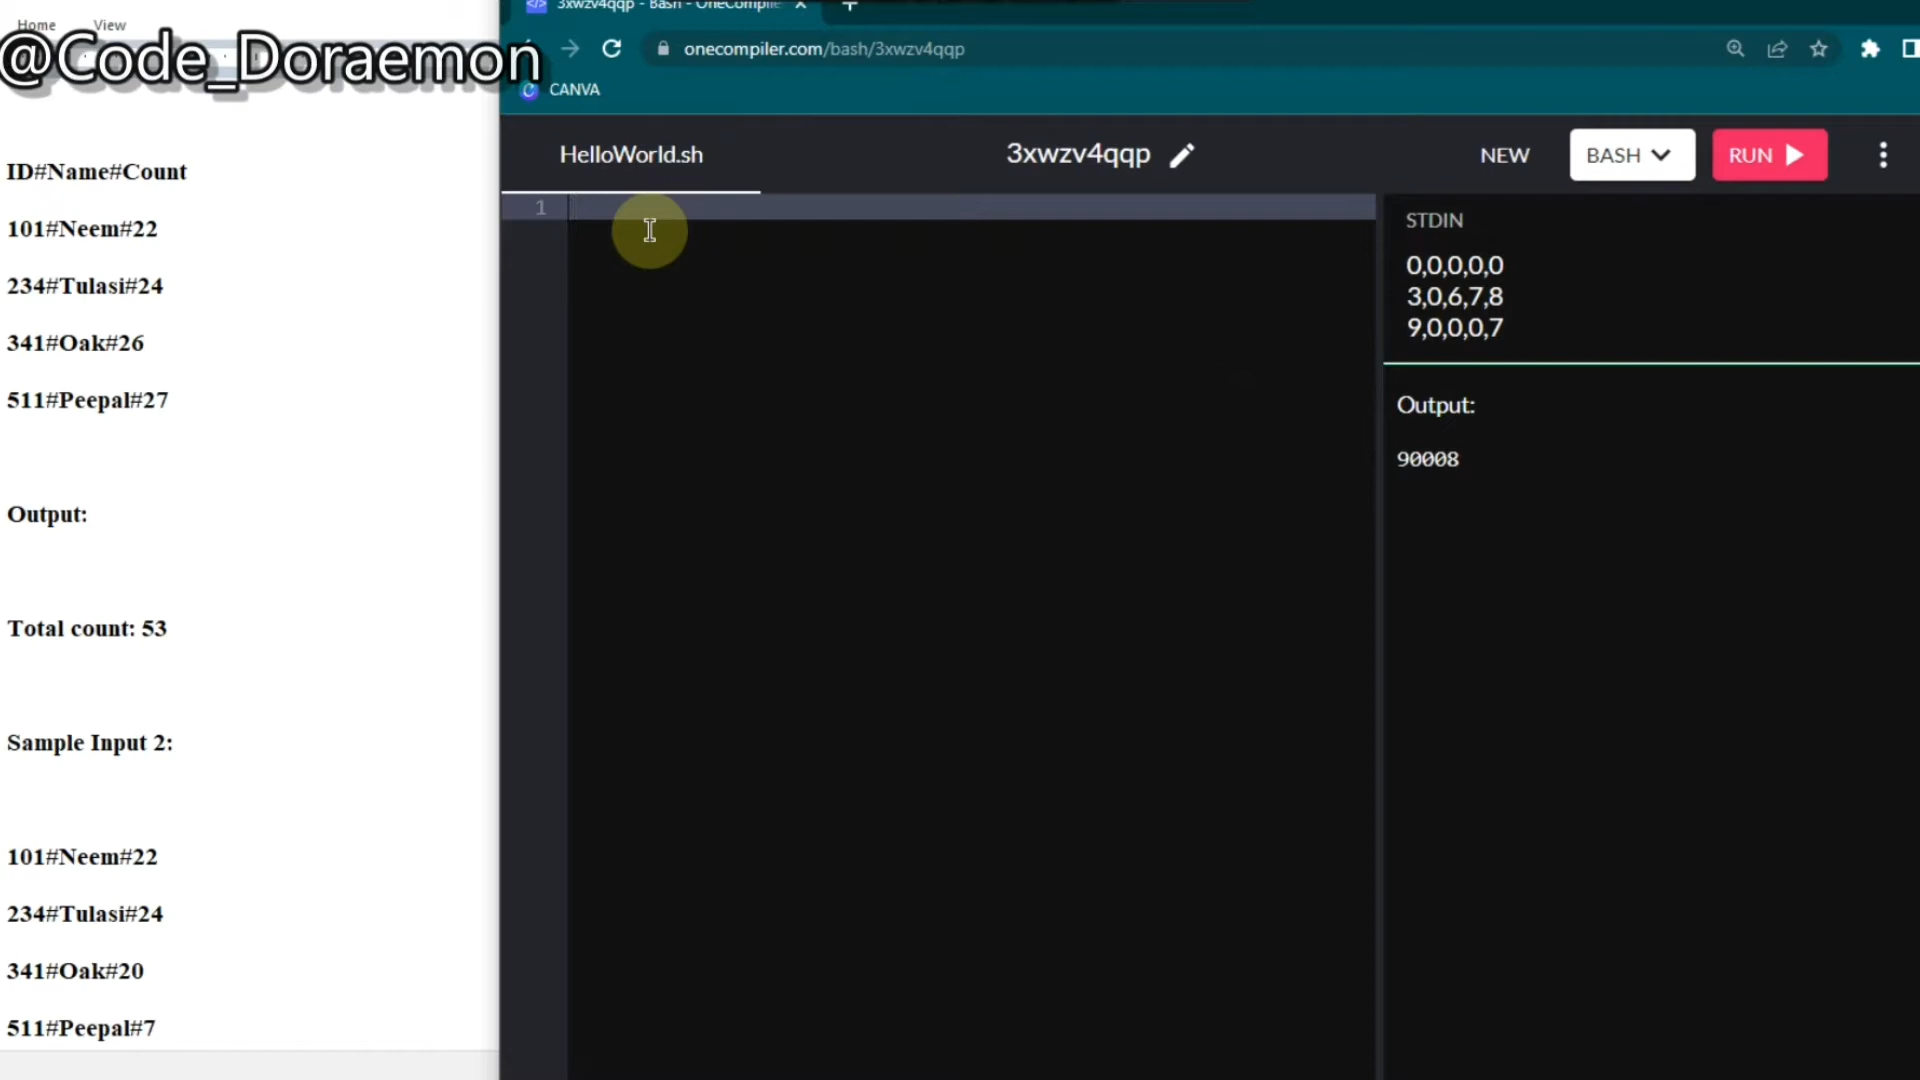 Home View
@Code_Doraemon
ID#Name#Count
101#Neem#22
234#Tulasi#24
341#Oak#26
511#Peepal#27
Output:
Total count: 53
Sample Input 2:
101#Neem#22
234#Tulasi#24
341#Oak#20
511#Peepal#7
3xwzv4qqp - Bash - OneCompile
onecompiler.com/bash/3xwzv4qqp
CANVA
HelloWorld.sh
3xwzv4qqp
NEW
BASH
RUN
1
STDIN
0,0,0,0,0
3,0,6,7,8
9,0,0,0,7
Output:
90008